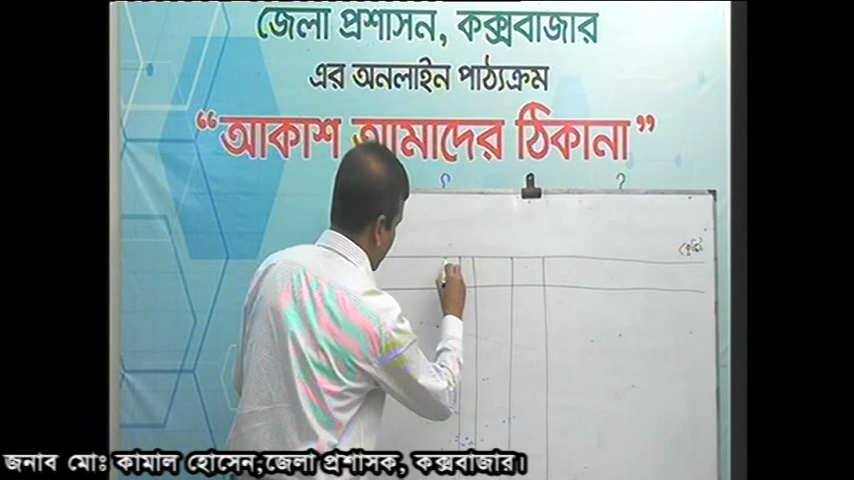 জেলা প্রশাসন, কক্সবাজার
এর অনলাইন পাঠ্যক্রম
“আকাশ আমাদের ঠিকানা”
জনাব মোঃ কামাল হোসেন;জেলা প্রশাসক, কক্সবাজার।